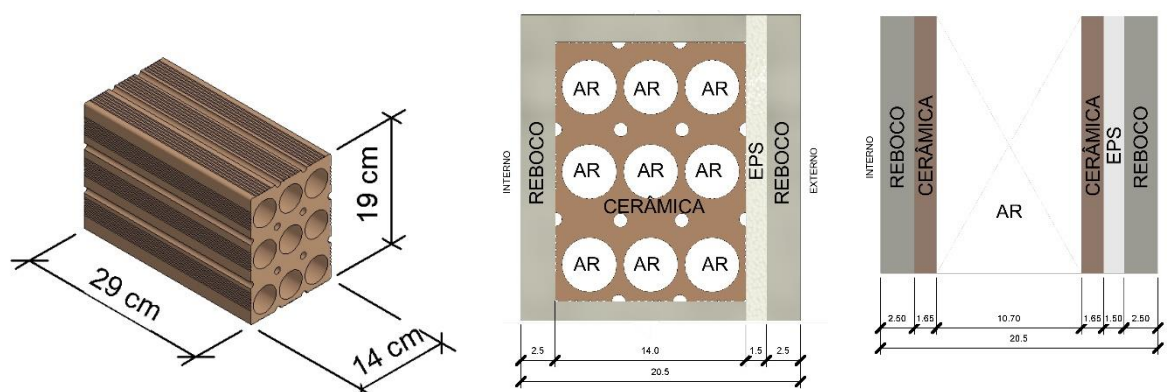 19 cm
29 cm
14 cm
INTERNO
REBOCO
AR AR AR
AR AR AR
CERÂMICA
AR AR AR
EPS
REBOCO
EXTERNO
2.5 14.0 1.5 2.5
20.5
INTERNO
REBOCO
CERÂMICA
AR
CERÂMICA
EPS
REBOCO
EXTERNO
2.50 1.65 10.70 1.65 1.50 2.50
20.5